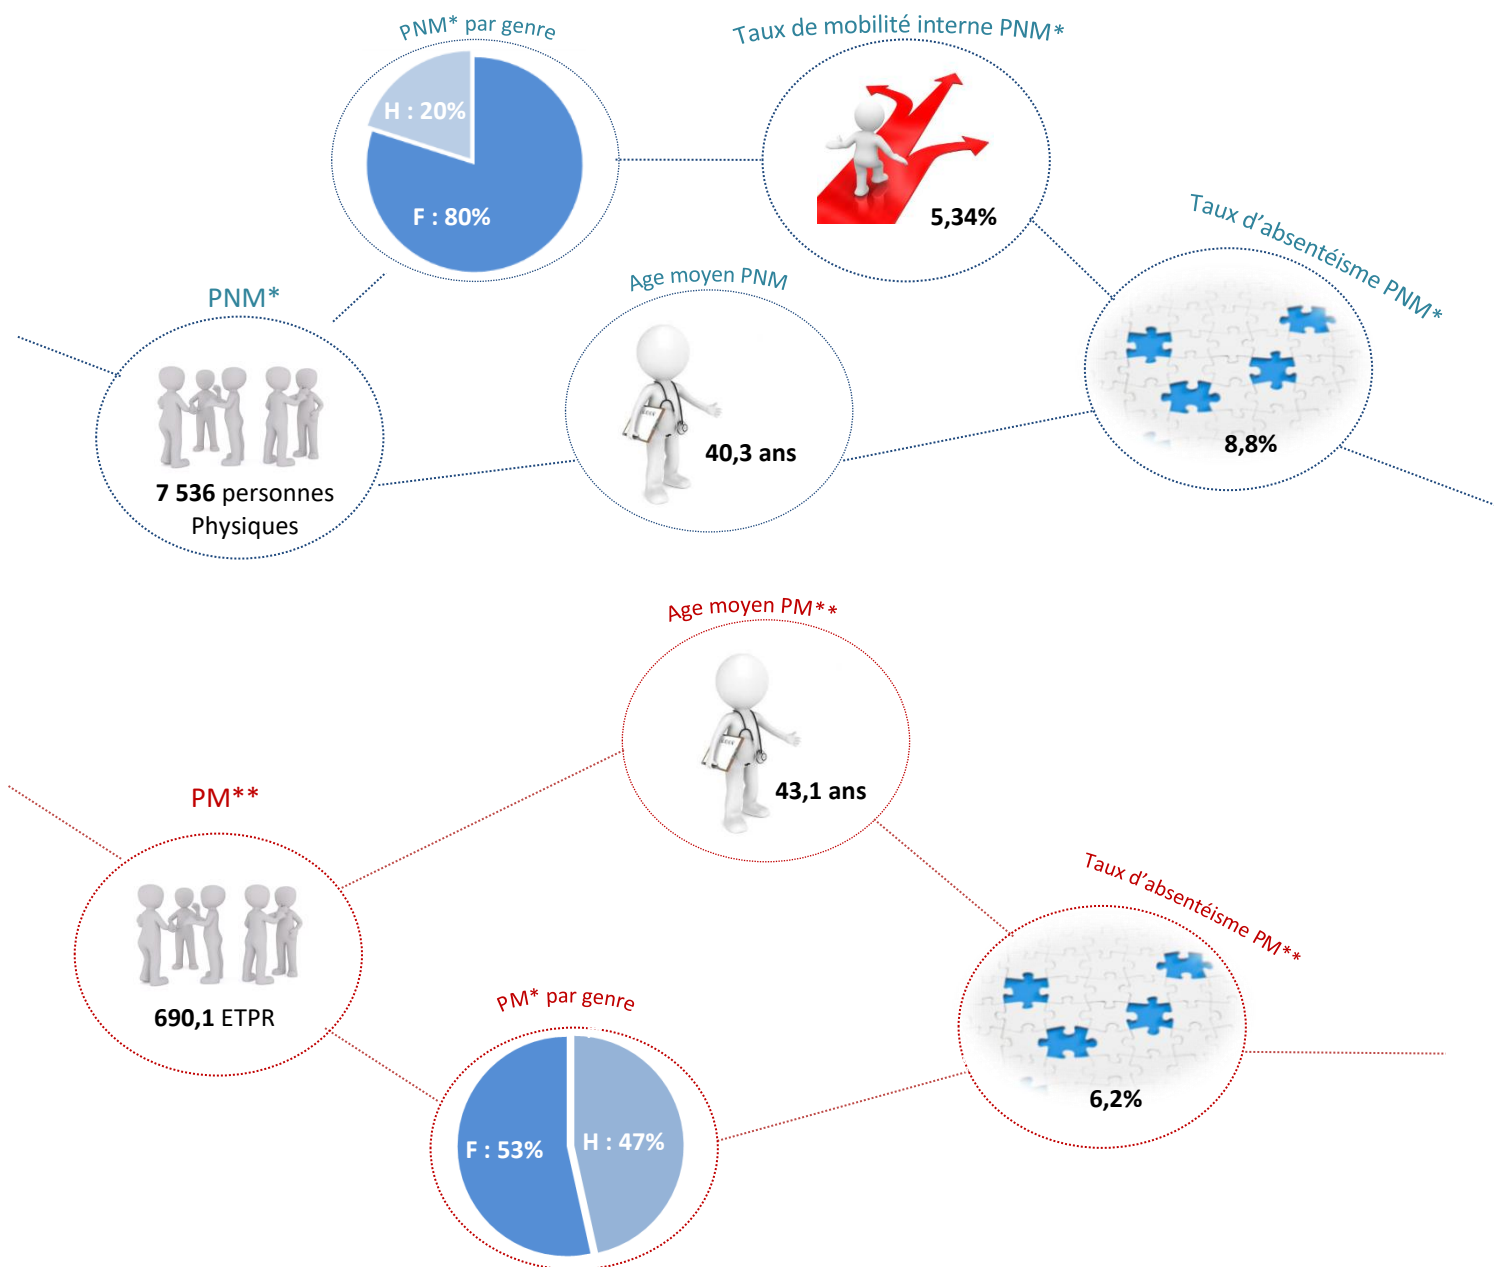 PNM* par genre
H : 20%
F : 80%
Taux de mobilité interne PNM*
5,34%
Taux d’absentéisme PNM*
8,8%
PNM*
7 536 personnes
Physiques
Age moyen PNM
40,3 ans
Age moyen PM**
43,1 ans
PM**
690,1 ETPR
Taux d’absentéisme PM**
6,2%
PM* par genre
F : 53%
H : 47%